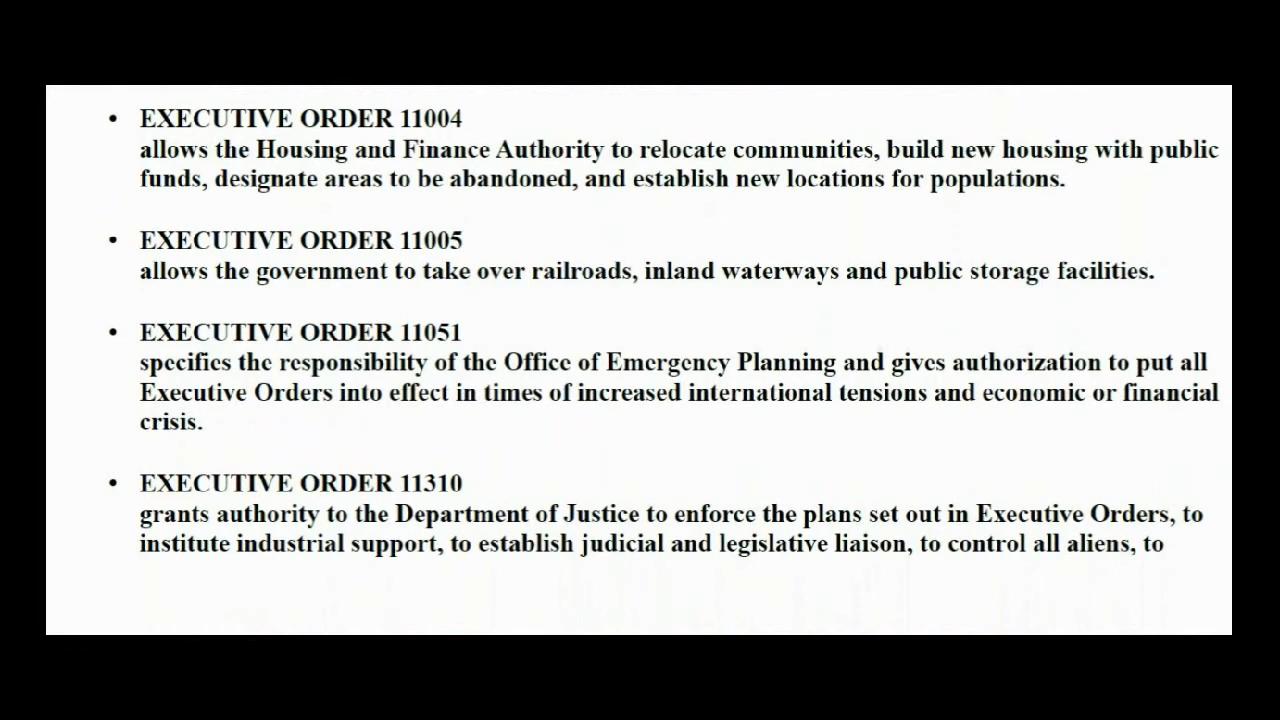 • EXECUTIVE ORDER 11004
allows the Housing and Finance Authority to relocate communities, build new housing with public
funds, designate areas to be abandoned, and establish new locations for populations.
• EXECUTIVE ORDER 11005
allows the government to take over railroads, inland waterways and public storage facilities.
• EXECUTIVE ORDER 11051
specifies the responsibility of the Office of Emergency Planning and gives authorization to put all
Executive Orders into effect in times of increased international tensions and economic or financial
crisis.
• EXECUTIVE ORDER 11310
grants authority to the Department of Justice to enforce the plans set out in Executive Orders, to
institute industrial support, to establish judicial and legislative liaison, to control all aliens, to